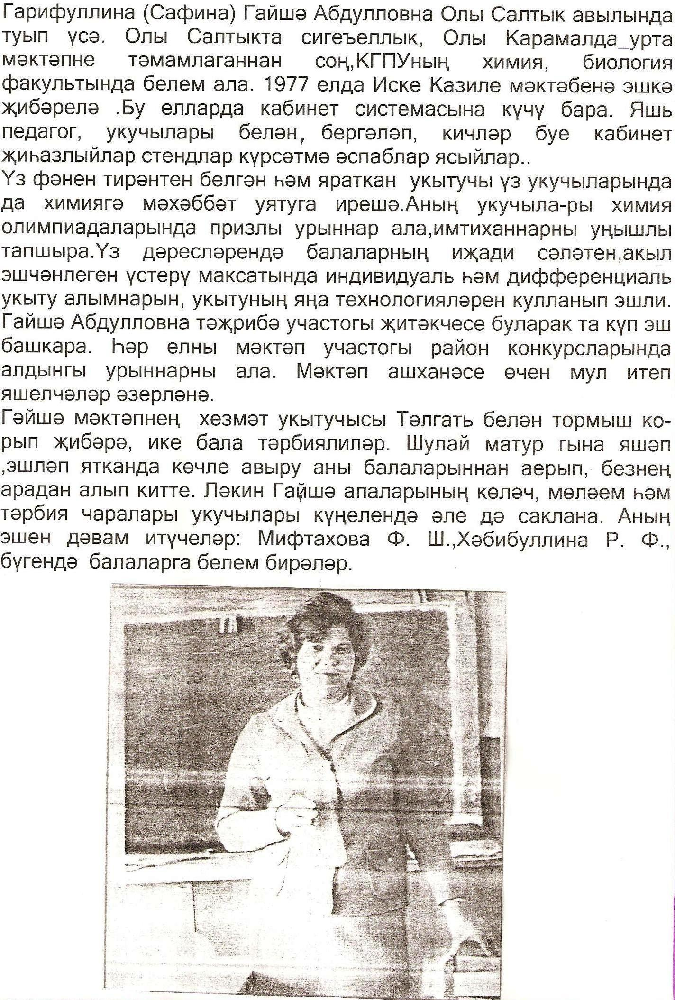 Гарифуллина (Сафина) Гайшә Абдулловна Олы Салтык авылында
туып үсә. Олы Салтыкта сигеъеллык, Олы Карамалда_урта
мәктәпне тәмамлаганнан соң,КГПУның химия, биология
факультында белем ала. 1977 елда Иске Казиле мәктәбенә эшкә
җибәрелә .Бу елларда кабинет системасына күчү бара. Яшь
педагог, укучылары белән, бергәләп, кичләр буе кабинет
җиһазлыйлар стендлар күрсәтмә әспаблар ясыйлар..
Үз фәнен тирәнтен белгән һәм яраткан укытучы үз укучыларында
да химиягә мәхәббәт уятуга ирешә.Аның укучыла-ры химия
олимпиадаларында призлы урыннар ала,имтиханнарны уңышлы
тапшыра.Үз дәресләрендә балаларның иҗади сәләтен,акыл
эшчәнлеген үстерү максатында индивидуаль һәм дифференциаль
укыту алымнарын, укытуның яңа технологияләрен кулланып эшли.
Гайшә Абдулловна тәҗрибә участогы җитәкчесе буларак та күп эш
башкара. Һәр елны мәктәп участогы район конкурсларында
алдынгы урыннарны ала. Мәктәп ашханәсе өчен мул итеп
яшелчәләр әзерләнә.
Гәйшә мәктәпнең хезмәт укытучысы Тәлгать белән тормыш ко-
рып җибәрә, ике бала тәрбиялиләр. Шулай матур гына яшәп
,эшләп ятканда көчле авыру аны балаларыннан аерып, безнең
арадан алып китте. Ләкин Гайшә апаларының көләч, мөләем һәм
тәрбия чаралары укучылары күңелендә әле дә саклана. Аның
эшен дәвам итүчеләр: Мифтахова Ф. Ш.,Хәбибуллина Р. Ф.,
бүгендә балаларга белем бирәләр.